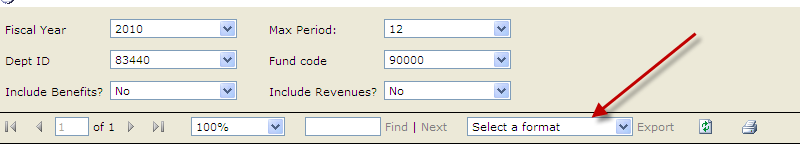 Fiscal Year 2010 Max Period: 12
Dept ID 83440 Fund code 90000
Include Benefits? No Include Revenues? No
1 of 1 100% Find | Next Select a format Export